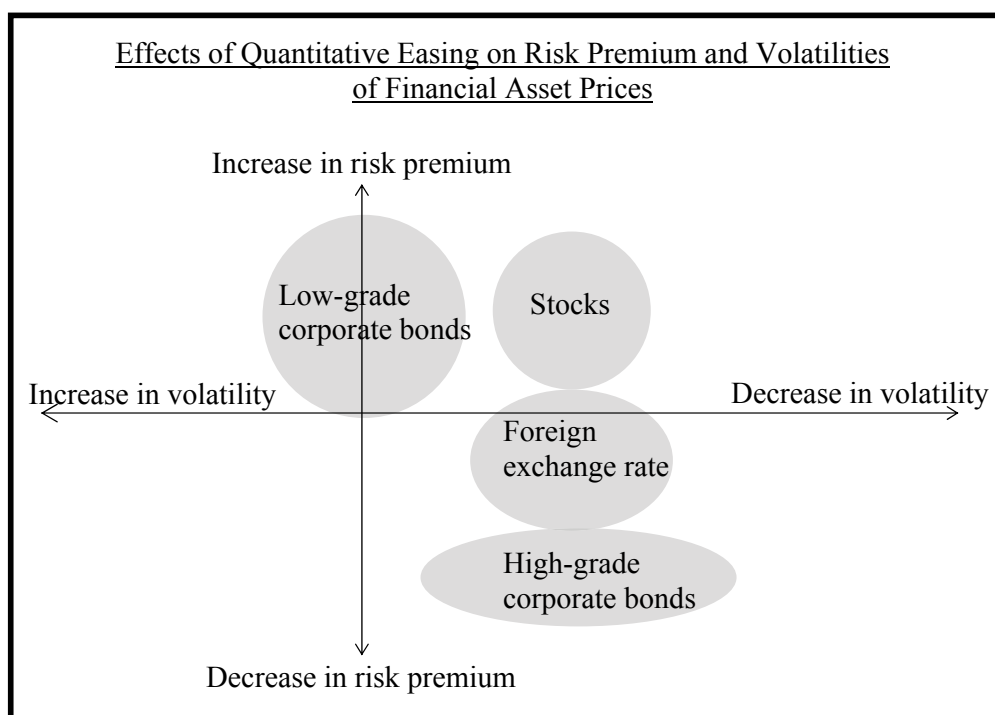 Effects of Quantitative Easing on Risk Premium and Volatilities
of Financial Asset Prices
Increase in risk premium
Low-grade
corporate bonds
Stocks
Increase in volatility
Decrease in volatility
Foreign
exchange rate
High-grade
corporate bonds
Decrease in risk premium